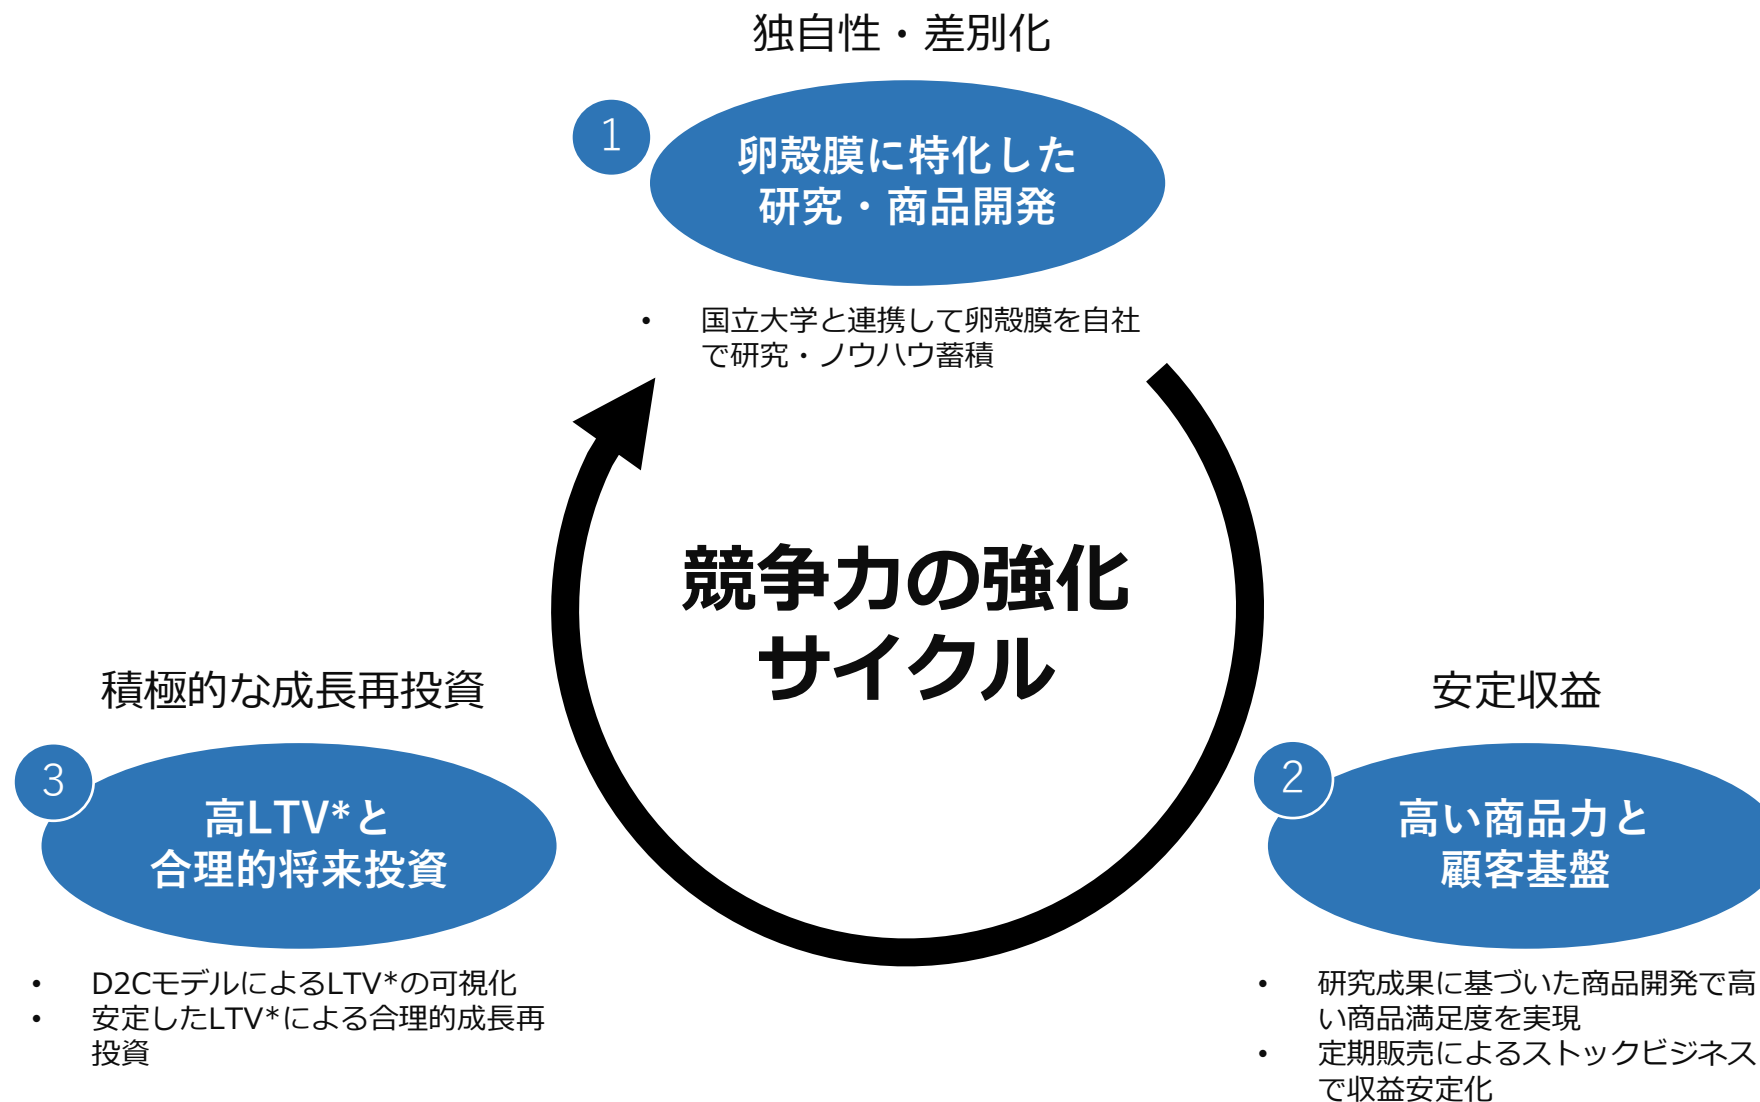 独自性・差別化
1
卵殻膜に特化した
研究・商品開発
• 国立大学と連携して卵殻膜を自社
で研究・ノウハウ蓄積
競争力の強化
サイクル
安定収益
2
高い商品力と
顧客基盤
• 研究成果に基づいた商品開発で高
い商品満足度を実現
• 定期販売によるストックビジネス
で収益安定化
積極的な成長再投資
3
高LTV*と
合理的将来投資
• D2CモデルによるLTV*の可視化
• 安定したLTV*による合理的成長再
投資